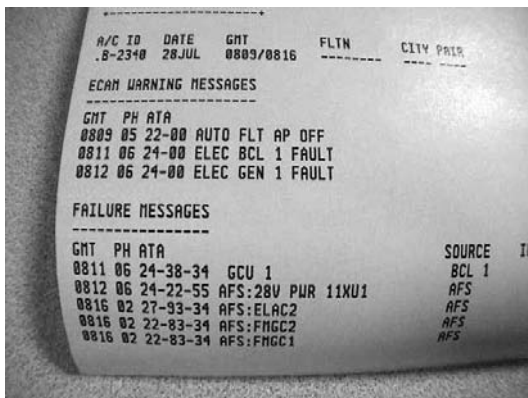 A/C ID DATE GMT FLTN CITY PAIR
.B-2340 28JUL 0809/0816 -------- ---- ----
ECAM WARNING MESSAGES
GMT PH ATA
0809 05 22-00 AUTO FLT AP OFF
0811 06 24-00 ELEC BCL 1 FAULT
0812 06 24-00 ELEC GEN 1 FAULT
FAILURE MESSAGES
GMT PH ATA SOURCE
0811 06 24-38-34 GCU 1 BCL 1
0812 06 24-22-55 AFS:28V PWR 11XU1 AFS
0816 02 27-93-34 AFS:ELAC2 AFS
0816 02 22-83-34 AFS:FMGC2 AFS
0816 02 22-83-34 AFS:FMGC1 AFS